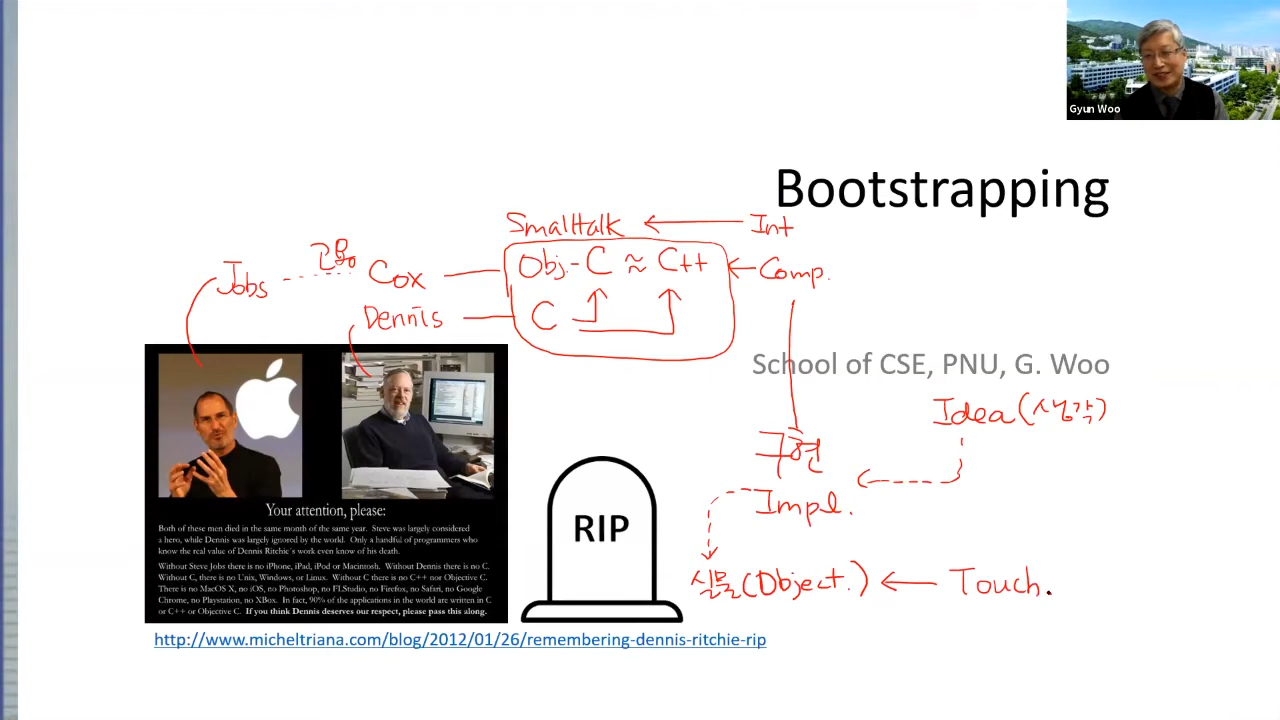 Gyun Woo
Bootstrapping
Smalltalk ← Int
Jobs Cox Obj.-C ≈ C++ ← Comp.
Dennis C
School of CSE, PNU, G. Woo
Idea(생각)
구현
Impl.
실물(Object.) ← Touch.
Your attention, please:
Both of these men died in the same month of the same year. Steve was largely considered
a hero, while Dennis was largely ignored by the world. Only a handful of programmers who
know the real value of Dennis Ritchie's work even know of his death.
Without Steve Jobs there is no iPhone, iPad, iPod or Macintosh. Without Dennis there is no C.
Without C, there is no Unix, Windows, or Linux. Without C there is no C++ nor Objective C.
There is no MacOS X, no iOS, no Photoshop, no FLStudio, no Firefox, no Safari, no Google
Chrome, no Playstation, no XBox. In fact, 90% of the applications in the world are written in C
or C++ or Objective C. If you think Dennis deserves our respect, please pass this along.
RIP
http://www.micheltriana.com/blog/2012/01/26/remembering-dennis-ritchie-rip